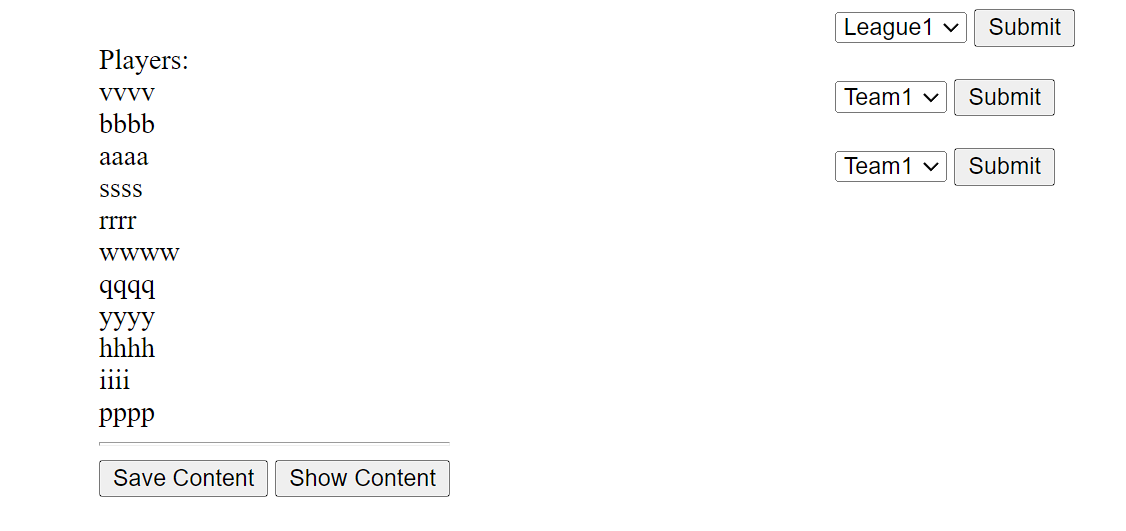 League1 Submit
Players:
vvvv
Team1 Submit
bbbb
aaaa
Team1 Submit
ssss
rrrr
wwww
qqqq
yyyy
hhhh
iiii
pppp
Save Content Show Content